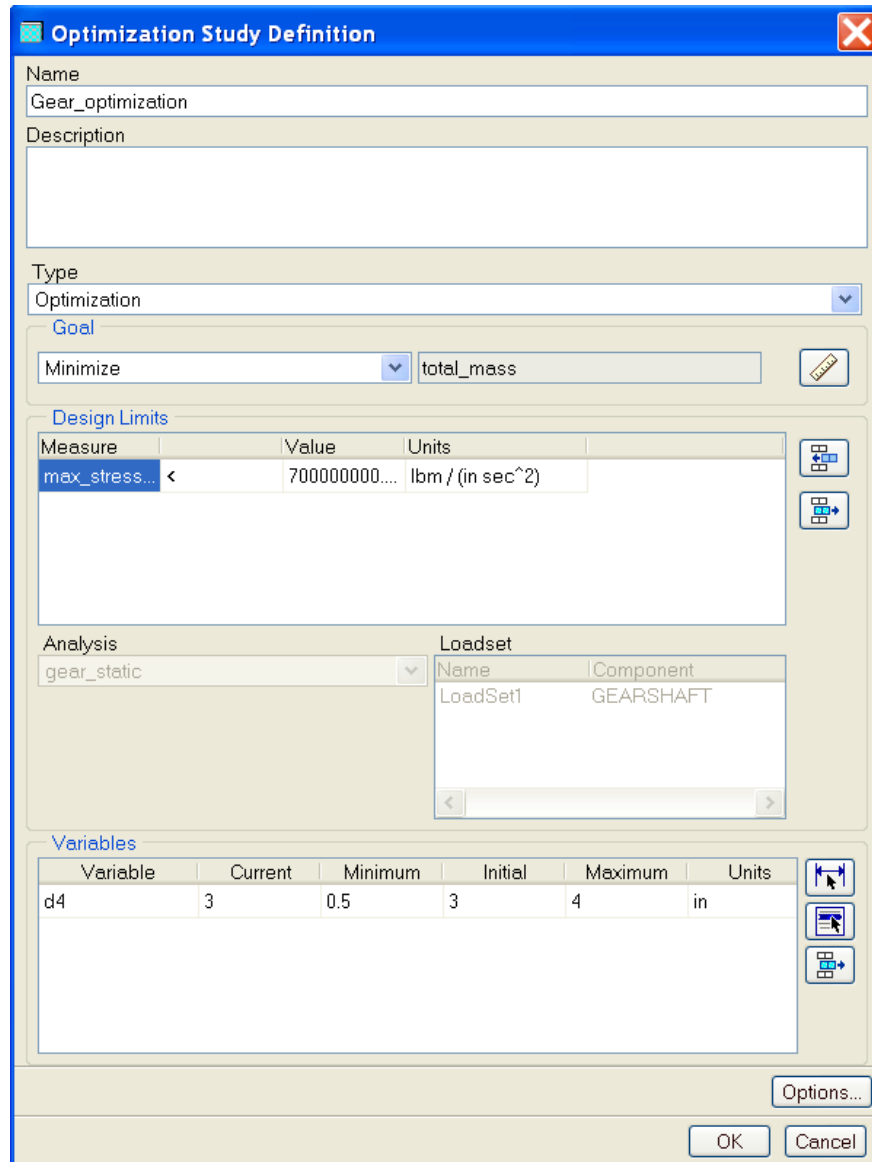 Optimization Study Definition
Name
Gear_optimization
Description
Type
Optimization
Goal
Minimize total_mass
Design Limits
Measure Value Units
max_stress... < 700000000.... lbm / (in sec^2)
Analysis Loadset
gear_static Name Component
LoadSet1 GEARSHAFT
Variables
Variable Current Minimum Initial Maximum Units
d4 3 0.5 3 4 in
Options...
OK Cancel